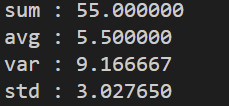 sum : 55.000000
avg : 5.500000
var : 9.166667
std : 3.027650